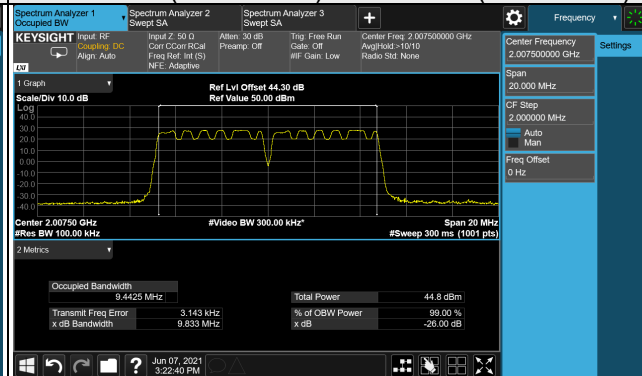 Spectrum Analyzer 1
Occupied BW
Spectrum Analyzer 2
Swept SA
Spectrum Analyzer 3
Swept SA
Frequency
KEYSIGHT
Input: RF
Coupling: DC
Align: Auto
Input Z: 50 Ω
Corr CCorr RCal
Freq Ref: Int (S)
NFE: Adaptive
Atten: 30 dB
Preamp: Off
Trig: Free Run
Gate: Off
#IF Gain: Low
Center Freq: 2.007500000 GHz
Avg|Hold:>10/10
Radio Std: None
LXI
Center Frequency
2.007500000 GHz
Settings
Span
20.000 MHz
CF Step
2.000000 MHz
Auto
Man
Freq Offset
0 Hz
1 Graph
Scale/Div 10.0 dB
Ref Lvl Offset 44.30 dB
Ref Value 50.00 dBm
Log
40.0
30.0
20.0
10.0
0.00
-10.0
-20.0
-30.0
-40.0
Center 2.00750 GHz
#Res BW 100.00 kHz
#Video BW 300.00 kHz*
Span 20 MHz
#Sweep 300 ms (1001 pts)
2 Metrics
Occupied Bandwidth
9.4425 MHz
Total Power 44.8 dBm
Transmit Freq Error 3.143 kHz
% of OBW Power 99.00 %
x dB Bandwidth 9.833 MHz
x dB -26.00 dB
Jun 07, 2021
3:22:40 PM